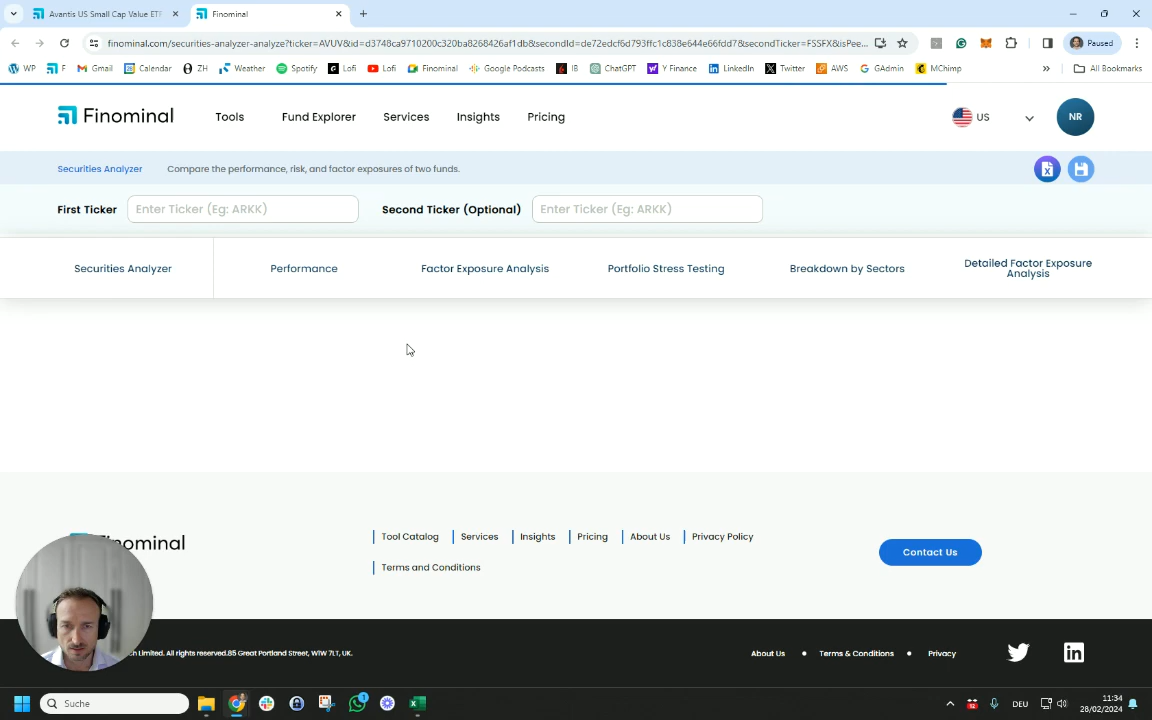 Avantis US Small Cap Value ETF
Finominal
finominal.com/securities-analyzer-analyze?ticker=AVUV&id=d3748ca9710200c320ba8268426af1db&secondId=de72edcf6d793ffc1c838e644e66fdd7&secondTicker=FSSFX&isPee...
Paused
WP
F
Gmail
Calendar
ZH
Weather
Spotify
Lofi
Lofi
Finominal
Google Podcasts
IB
ChatGPT
Y Finance
LinkedIn
Twitter
AWS
GAdmin
MChimp
All Bookmarks
Finominal
Tools
Fund Explorer
Services
Insights
Pricing
US
NR
Securities Analyzer
Compare the performance, risk, and factor exposures of two funds.
First Ticker
Enter Ticker (Eg: ARKK)
Second Ticker (Optional)
Enter Ticker (Eg: ARKK)
Securities Analyzer
Performance
Factor Exposure Analysis
Portfolio Stress Testing
Breakdown by Sectors
Detailed Factor Exposure
Analysis
Tool Catalog
Services
Insights
Pricing
About Us
Privacy Policy
Terms and Conditions
Contact Us
Limited. All rights reserved.85 Great Portland Street, W1W 7LT, UK.
About Us
Terms & Conditions
Privacy
Suche
1
DEU
11:34
28/02/2024